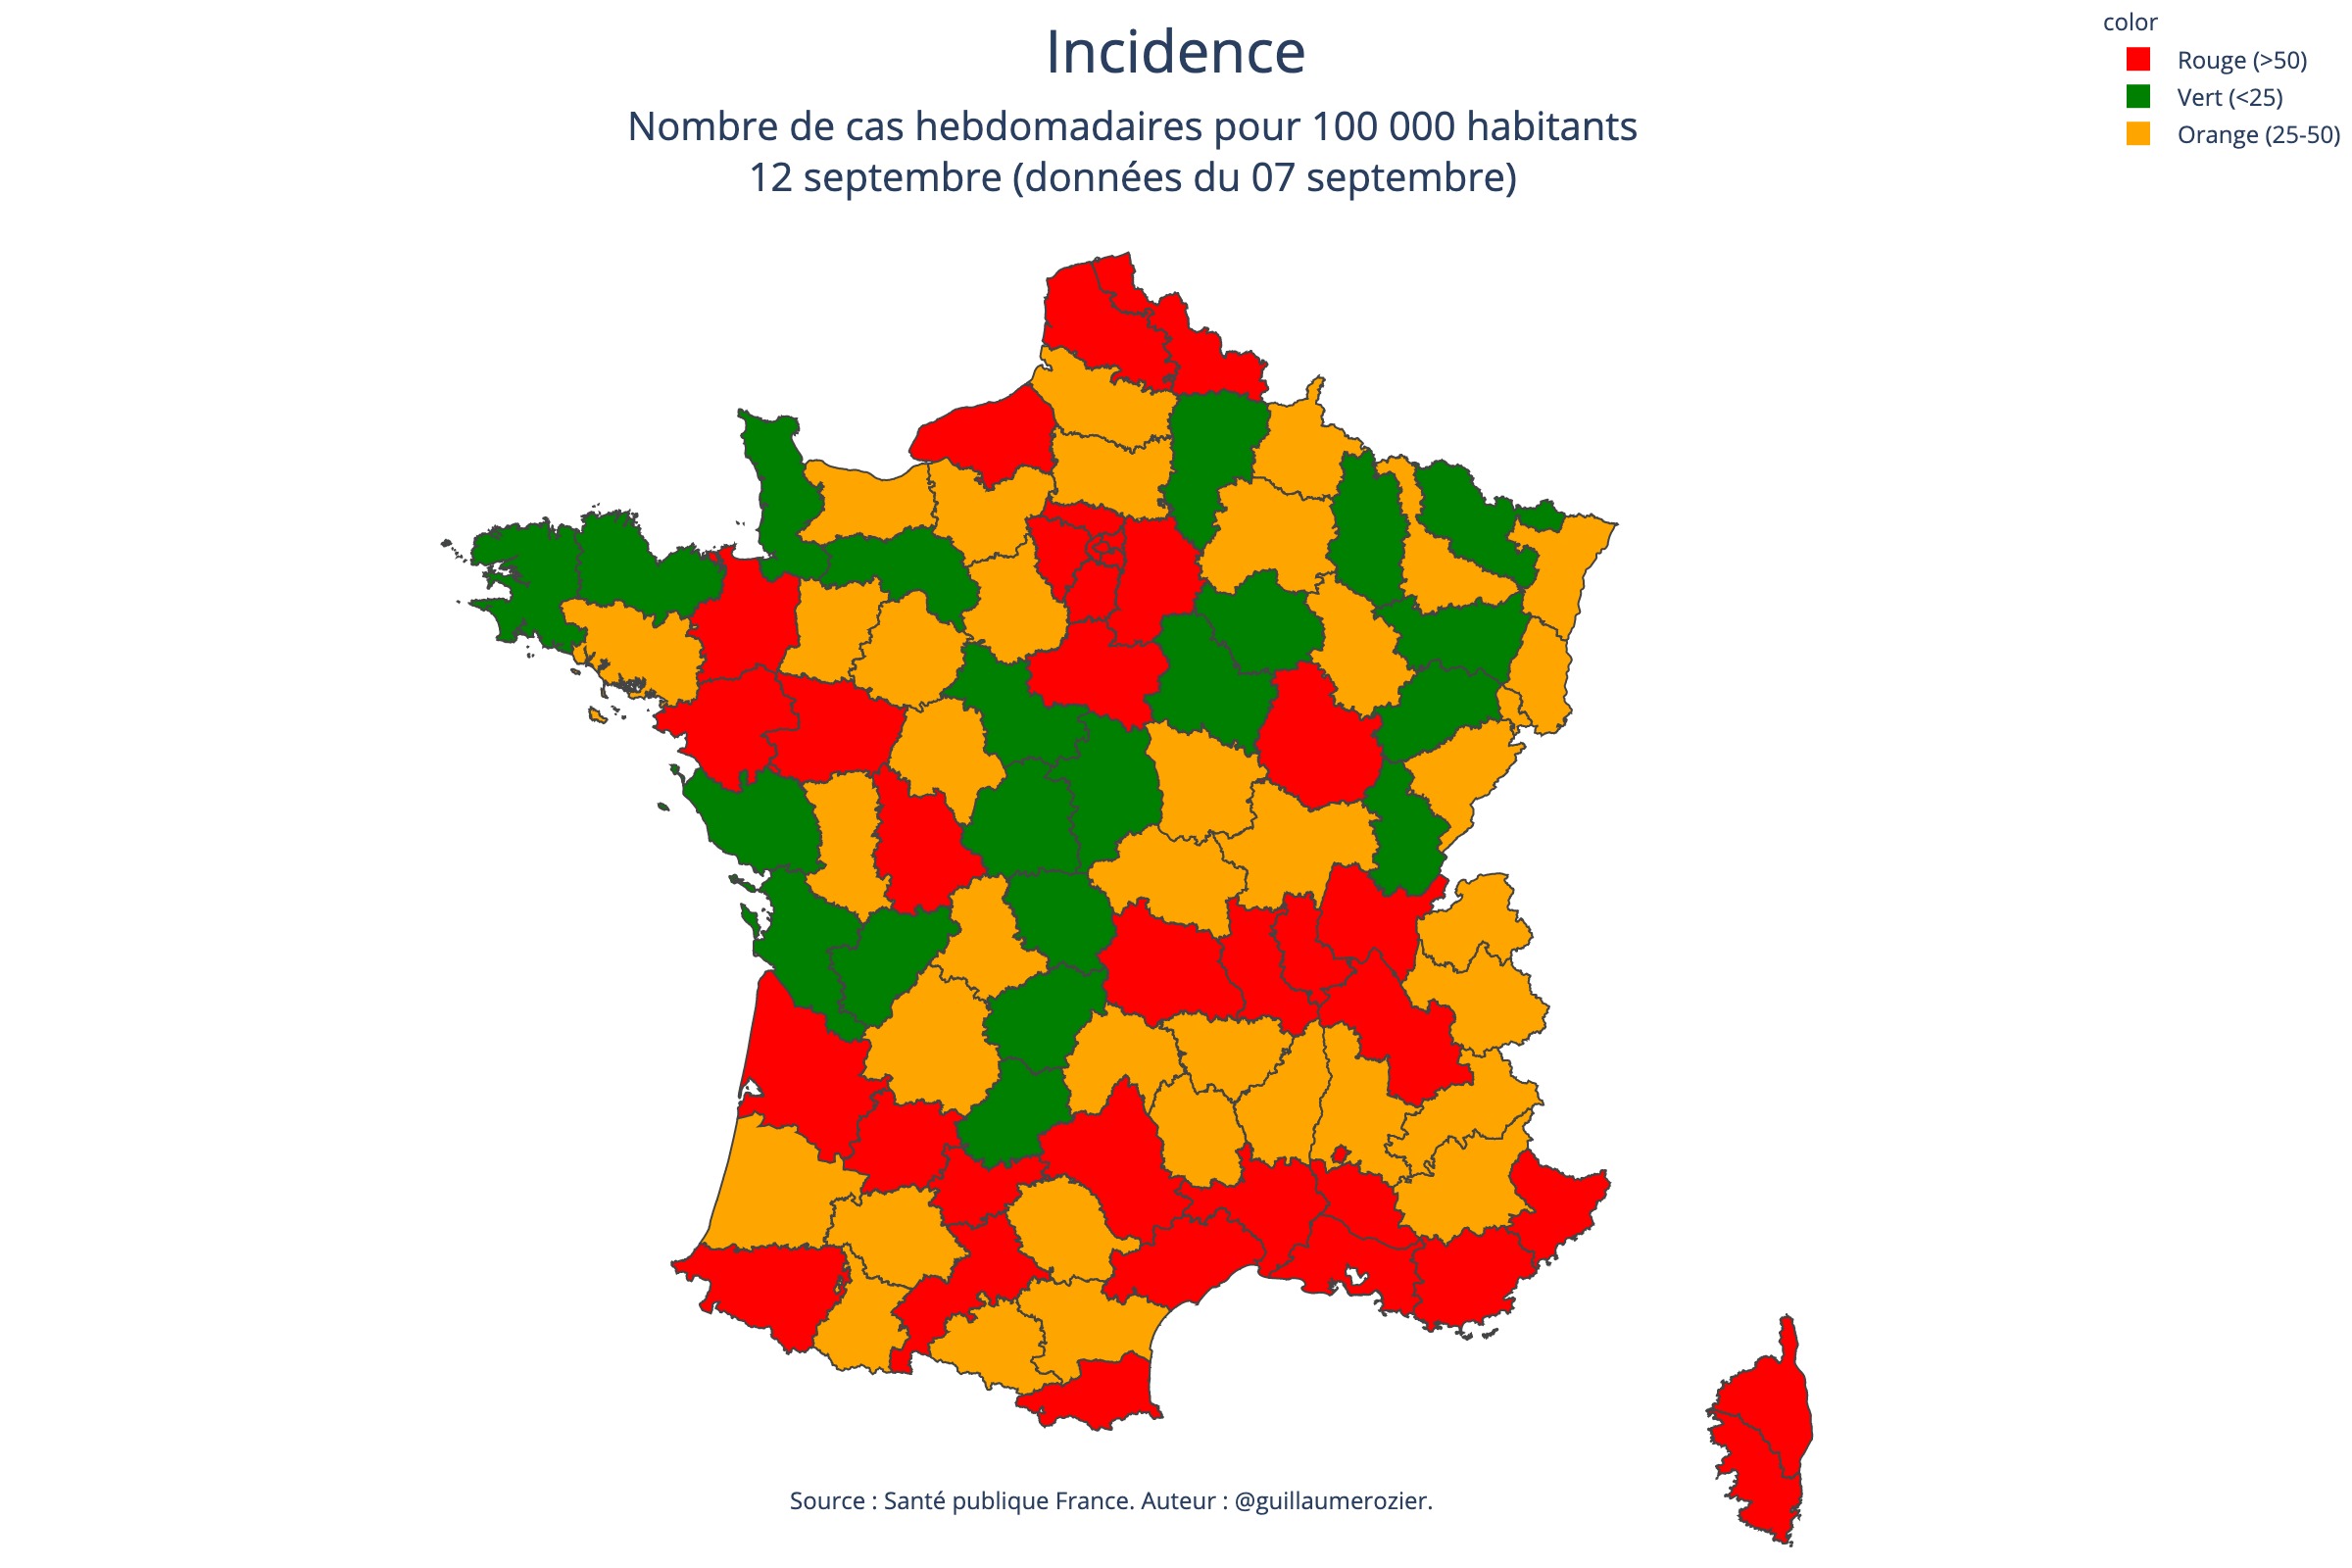 Incidence
Nombre de cas hebdomadaires pour 100 000 habitants
12 septembre (données du 07 septembre)
color
Rouge (>50)
Vert (<25)
Orange (25-50)
Source : Santé publique France. Auteur : @guillaumerozier.